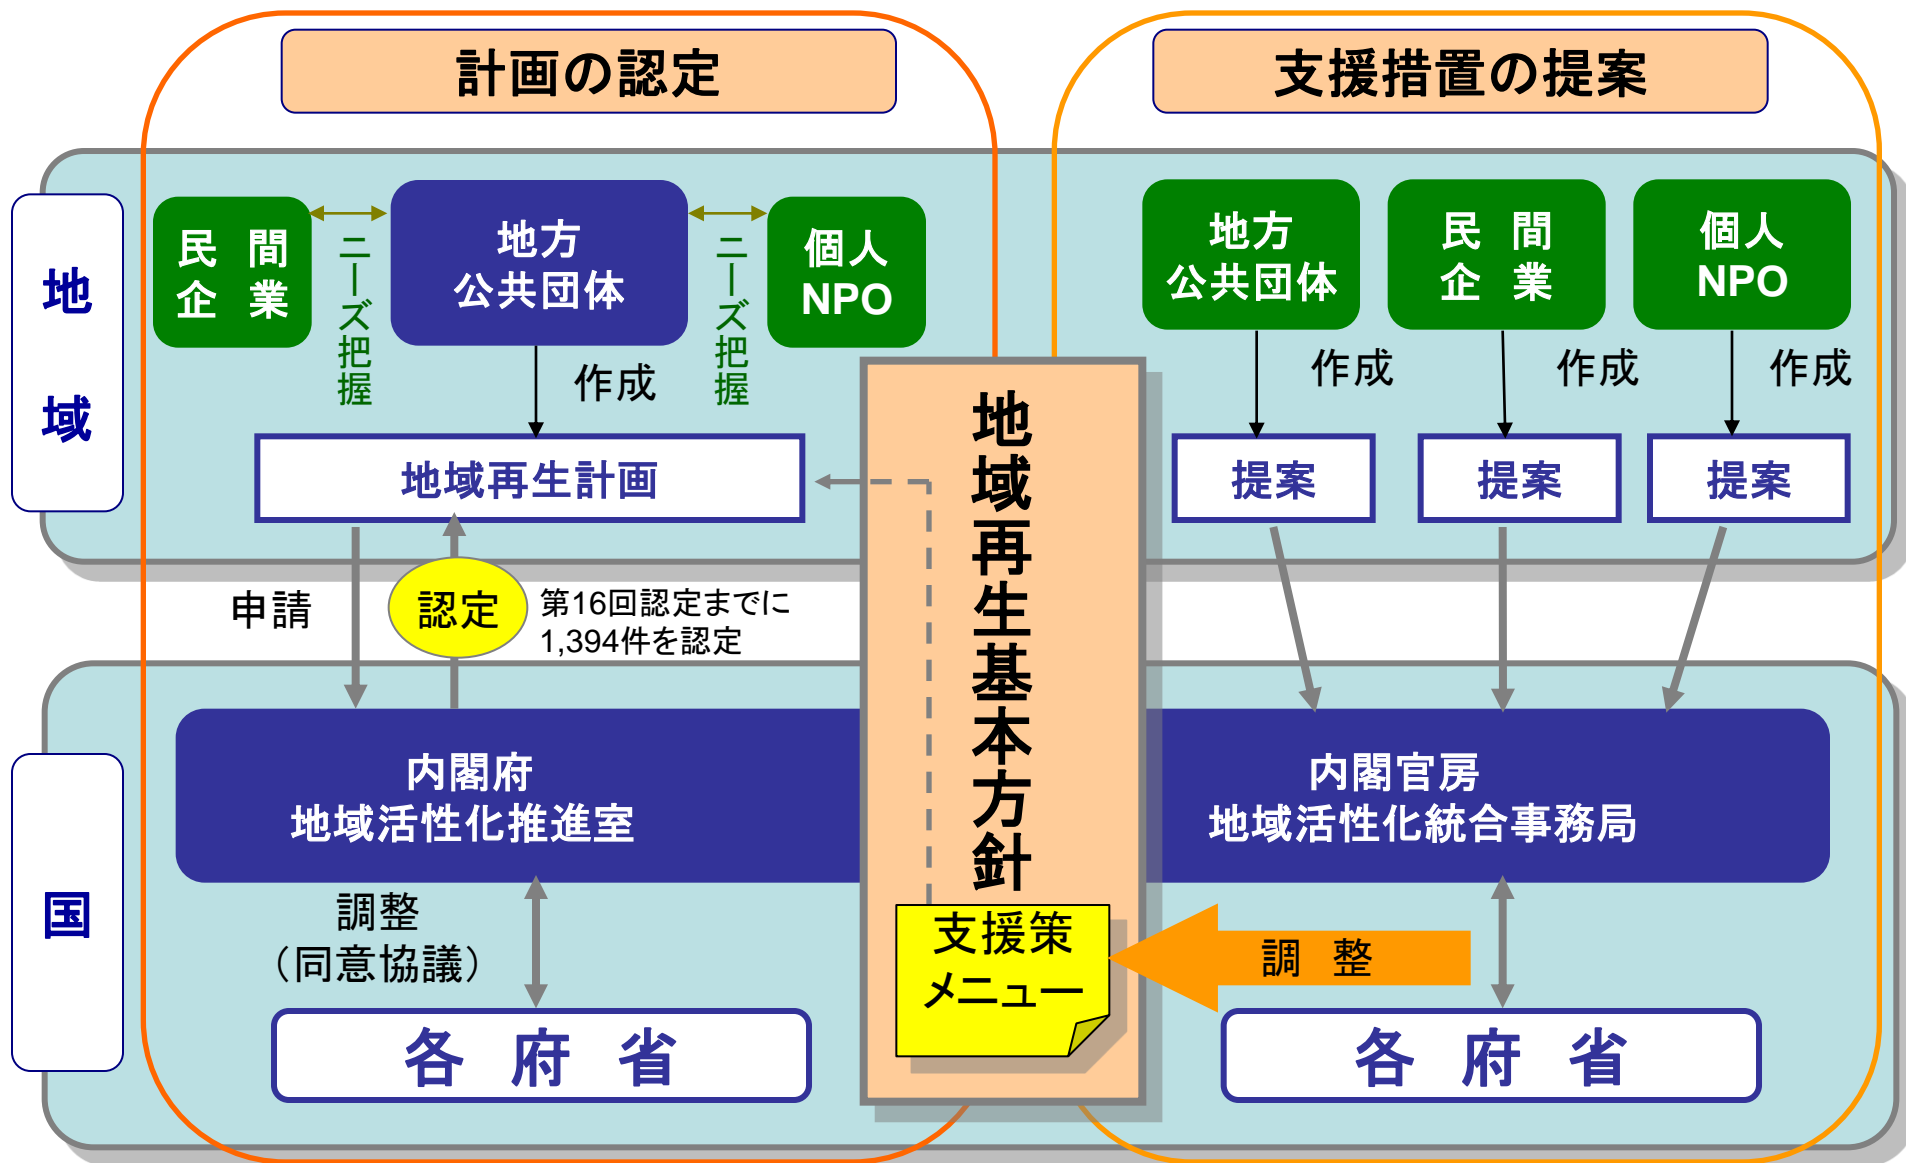 計画の認定
支援措置の提案
地域
民　間
企　業
ニーズ把握
地方
公共団体
ニーズ把握
個人
NPO
作成
地域再生計画
地方
公共団体
民　間
企　業
個人
NPO
作成
作成
作成
提案
提案
提案
地域再生基本方針
申請
認定
第16回認定までに
1,394件を認定
国
内閣府
地域活性化推進室
内閣官房
地域活性化統合事務局
調整
（同意協議）
支援策
メニュー
調　整
各　府　省
各　府　省